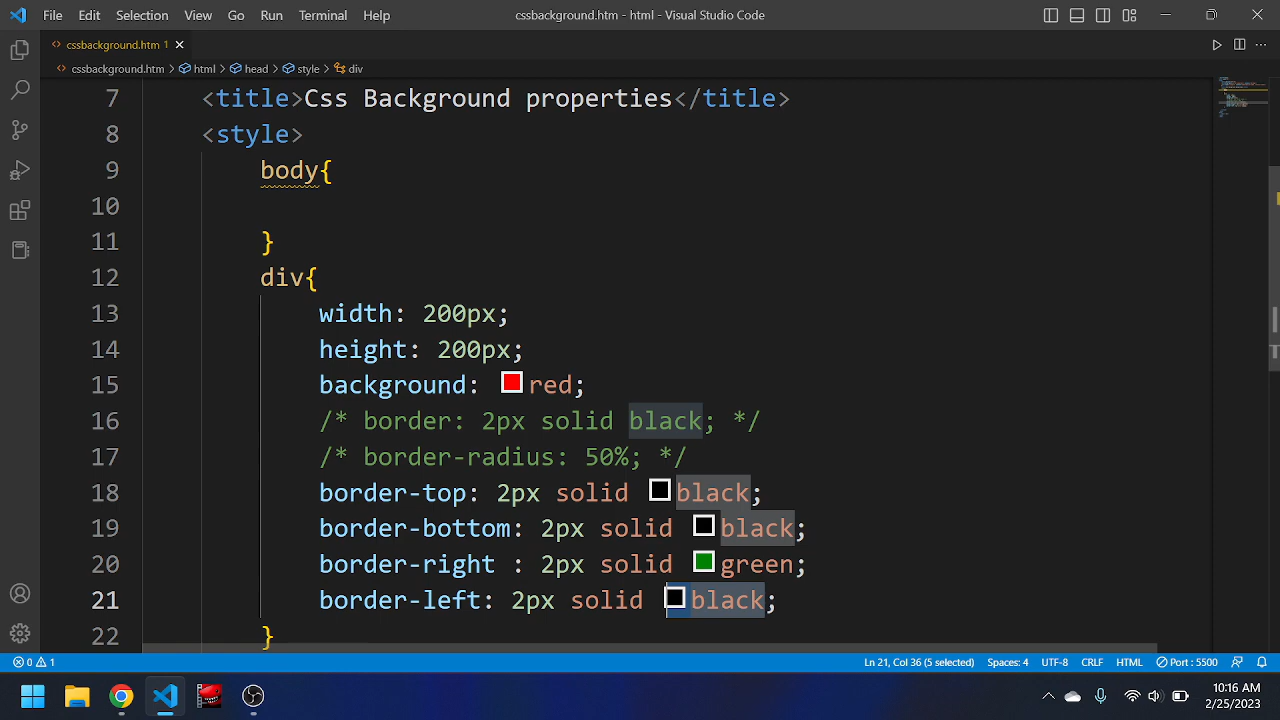 File Edit Selection View Go Run Terminal Help cssbackground.htm - html - Visual Studio Code
cssbackground.htm 1
cssbackground.htm > html > head > style > div
7 <title>Css Background properties</title>
8 <style>
9 body{
10
11 }
12 div{
13 width: 200px;
14 height: 200px;
15 background: red;
16 /* border: 2px solid black; */
17 /* border-radius: 50%; */
18 border-top: 2px solid black;
19 border-bottom: 2px solid black;
20 border-right : 2px solid green;
21 border-left: 2px solid black;
22 }
0 1 Ln 21, Col 36 (5 selected) Spaces: 4 UTF-8 CRLF HTML Port : 5500
10:16 AM
2/25/2023